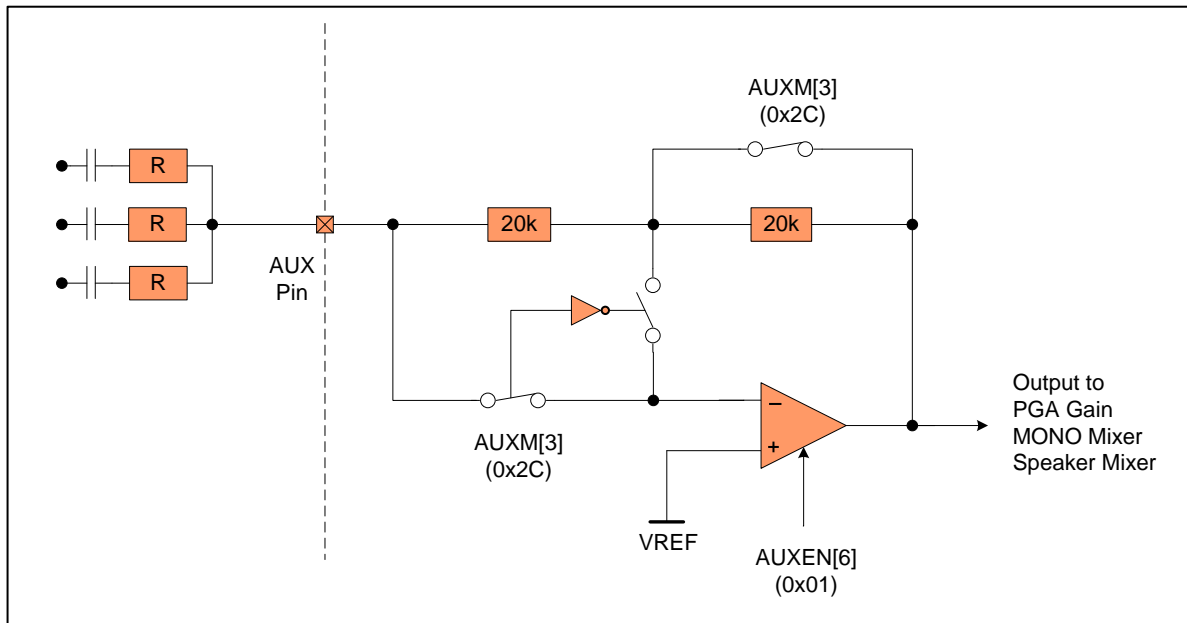 AUXM[3]
(0x2C)
R
R
R
20k
20k
AUX
Pin
AUXM[3]
(0x2C)
−
+
VREF
AUXEN[6]
(0x01)
Output to
PGA Gain
MONO Mixer
Speaker Mixer